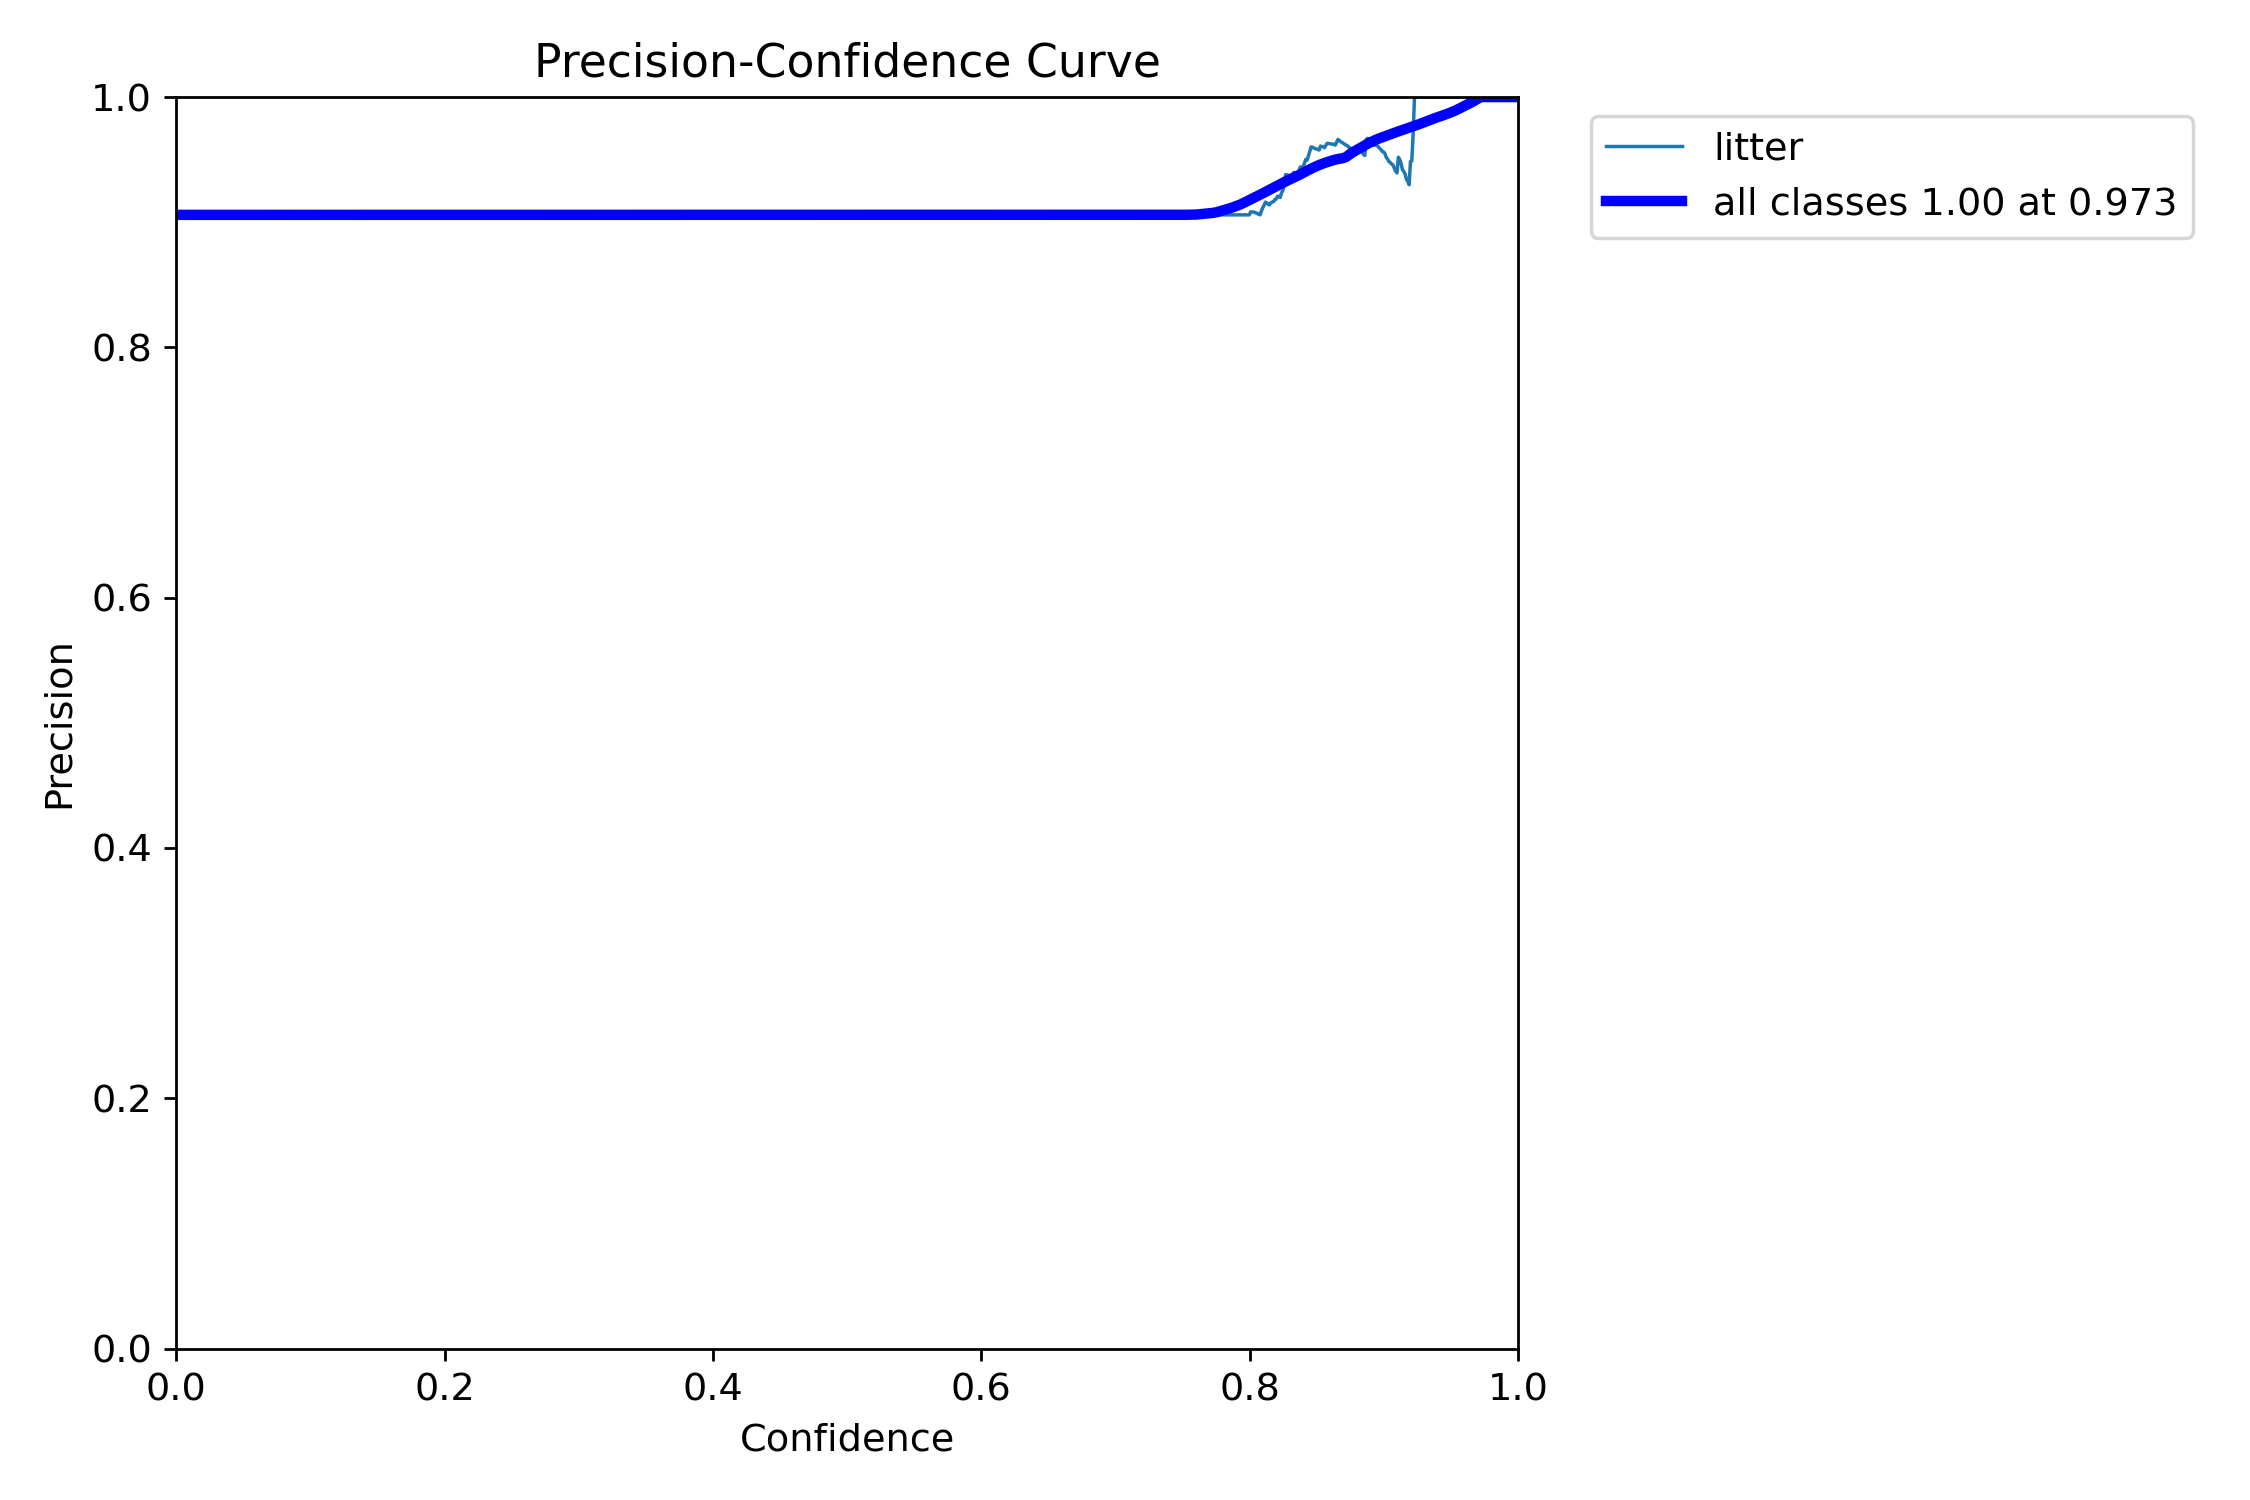 Precision-Confidence Curve
1.0
0.8
0.6
0.4
0.2
0.0
Precision
0.0 0.2 0.4 0.6 0.8 1.0
Confidence
litter
all classes 1.00 at 0.973